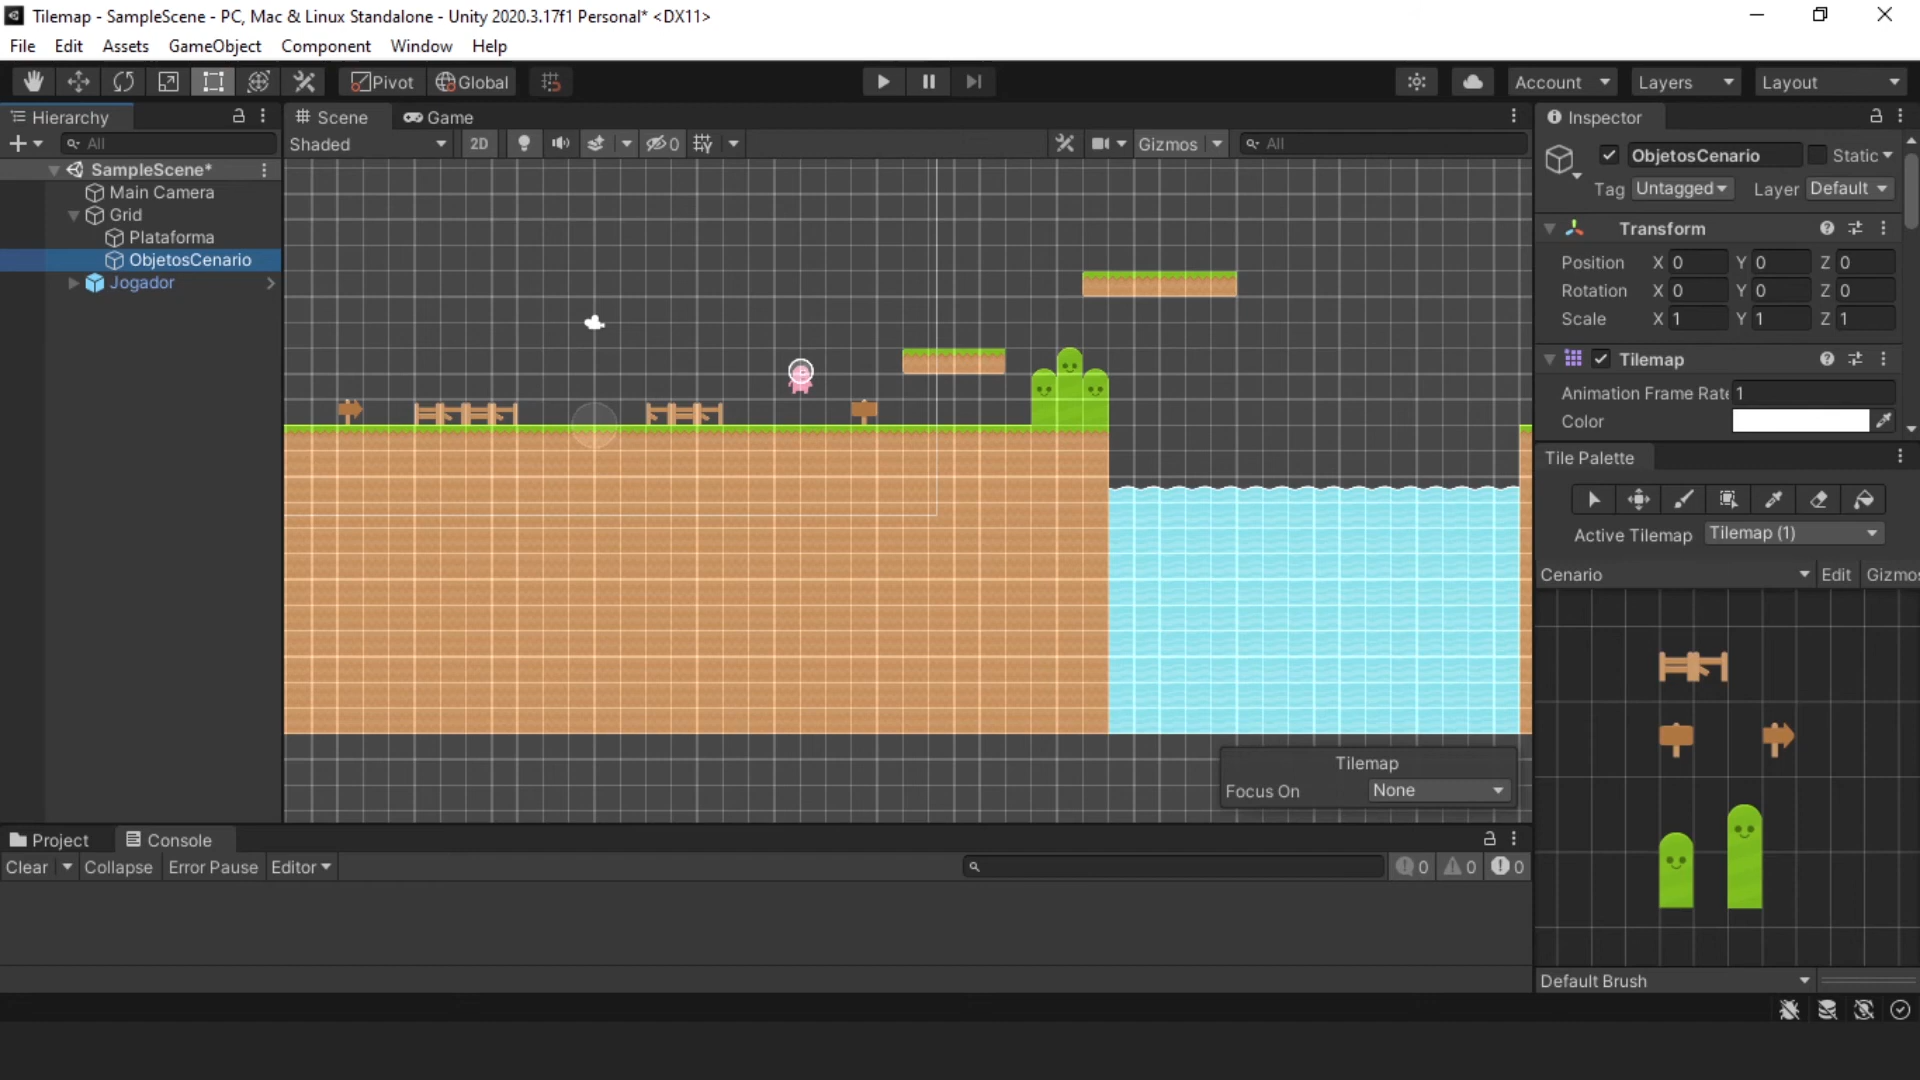 Tilemap - SampleScene - PC, Mac & Linux Standalone - Unity 2020.3.17f1 Personal* <DX11>
File Edit Assets GameObject Component Window Help
Pivot Global Account Layers Layout
Hierarchy
All
SampleScene*
Main Camera
Grid
Plataforma
ObjetosCenario
Jogador
Scene Game
Shaded 2D 0 Gizmos All
Tilemap
Focus On None
Inspector
ObjetosCenario Static
Tag Untagged Layer Default
Transform
Position X 0 Y 0 Z 0
Rotation X 0 Y 0 Z 0
Scale X 1 Y 1 Z 1
Tilemap
Animation Frame Rate 1
Color
Tile Palette
Active Tilemap Tilemap (1)
Cenario Edit Gizmos
Default Brush
Project Console
Clear Collapse Error Pause Editor 0 0 0